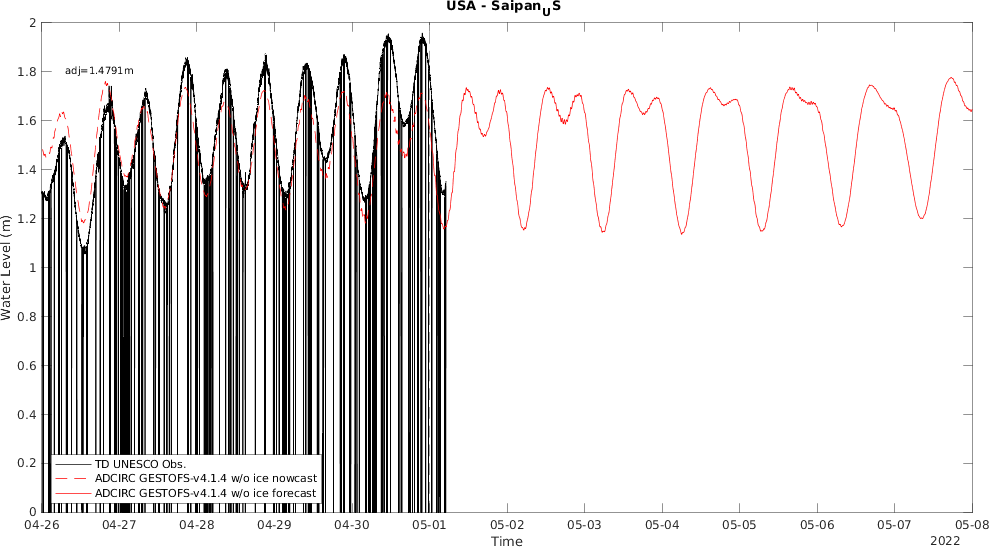 USA - Saipan_US
2
1.8
1.6
1.4
1.2
1
0.8
0.6
0.4
0.2
0
Water Level (m)
adj=1.4791m
TD UNESCO Obs.
ADCIRC GESTOFS-v4.1.4 w/o ice nowcast
ADCIRC GESTOFS-v4.1.4 w/o ice forecast
04-26 04-27 04-28 04-29 04-30 05-01 05-02 05-03 05-04 05-05 05-06 05-07 05-08
Time
2022